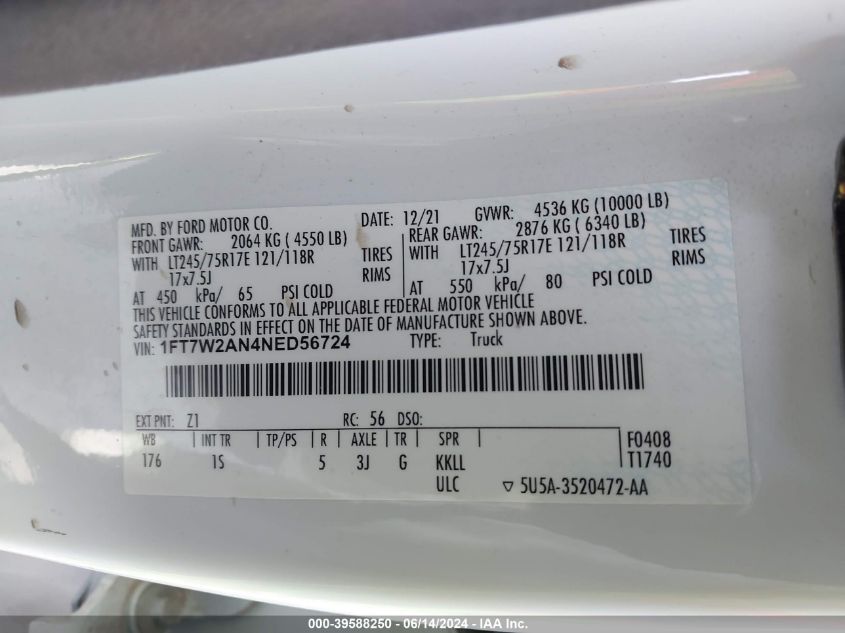 MFD. BY FORD MOTOR CO. DATE: 12/21 GVWR: 4536 KG (10000 LB)
FRONT GAWR: 2064 KG ( 4550 LB) REAR GAWR: 2876 KG ( 6340 LB)
WITH LT245/75R17E 121/118R TIRES WITH LT245/75R17E 121/118R TIRES
17x7.5J RIMS 17x7.5J RIMS
AT 450 kPa/ 65 PSI COLD AT 550 kPa/ 80 PSI COLD
THIS VEHICLE CONFORMS TO ALL APPLICABLE FEDERAL MOTOR VEHICLE
SAFETY STANDARDS IN EFFECT ON THE DATE OF MANUFACTURE SHOWN ABOVE.
VIN: 1FT7W2AN4NED56724 TYPE: Truck
EXT PNT: Z1 RC: 56 DSO:
WB INT TR TP/PS R AXLE TR SPR F0408
176 1S 5 3J G KKLL T1740
ULC ▽ 5U5A-3520472-AA
000-39588250 - 06/14/2024 - IAA Inc.